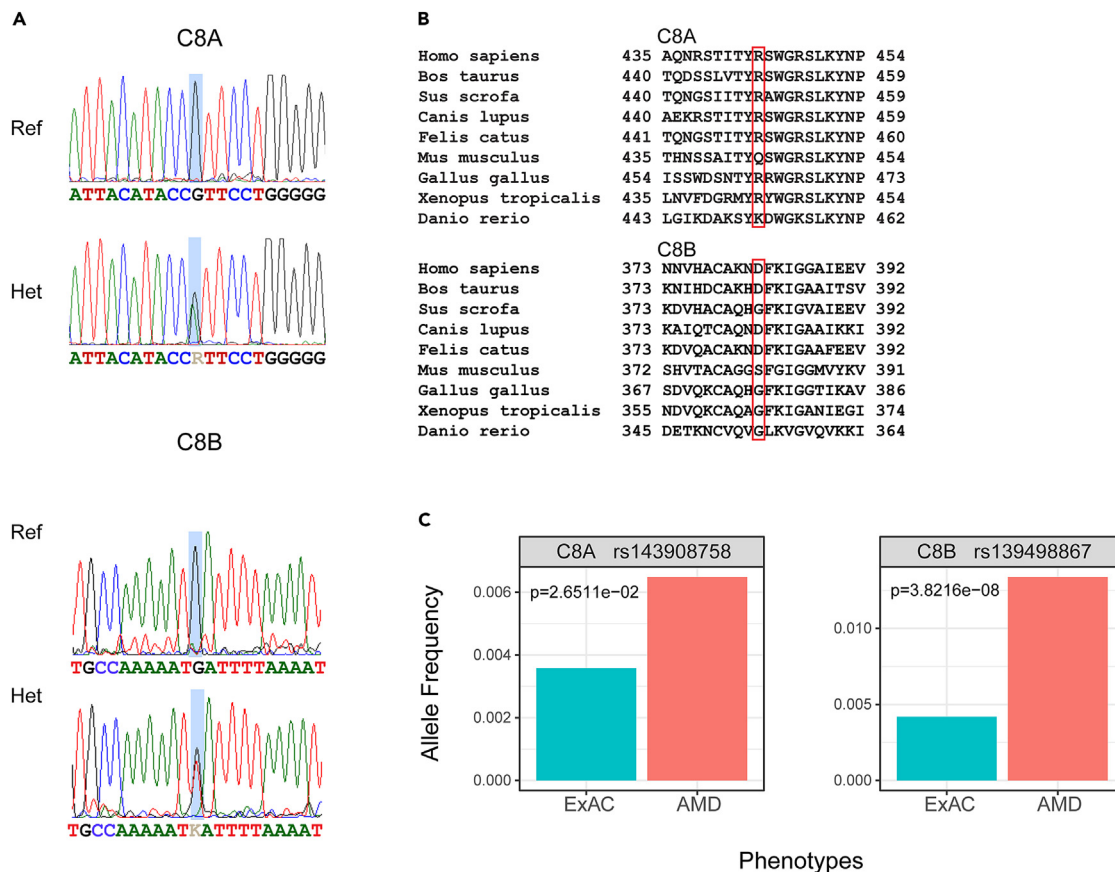 A
C8A
Ref
ATTACATACCGTTCCTGGGGG
Het
ATTACATACCRTTCCTGGGGG
C8B
Ref
TGCCAAAAATGATTTTAAAAT
Het
TGCCAAAAATKATTTTAAAAT
B
C8A
Homo sapiens 435 AQNRSTITYRSWGRSLKYNP 454
Bos taurus 440 TQDSSLVTYRSWGRSLKYNP 459
Sus scrofa 440 TQNGSIITYRAWGRSLKYNP 459
Canis lupus 440 AEKRSTITYRSWGRSLKYNP 459
Felis catus 441 TQNGSTITYRSWGRSLKYNP 460
Mus musculus 435 THNSSAITYQSWGRSLKYNP 454
Gallus gallus 454 ISSWDSNTYRRWGRSLKYNP 473
Xenopus tropicalis 435 LNVFDGRMYRYWGRSLKYNP 454
Danio rerio 443 LGIKDAKSYKDWGKSLKYNP 462
C8B
Homo sapiens 373 NNVHACAKNDFKIGGAIEEV 392
Bos taurus 373 KNIHDCAKHDFKIGAAITSV 392
Sus scrofa 373 KDVHACAQHGFKIGVAIEEV 392
Canis lupus 373 KAIQTCAQNDFKIGAAIKKI 392
Felis catus 373 KDVQACAKNDFKIGAAFEEV 392
Mus musculus 372 SHVTACAGGSFGIGGMVYKV 391
Gallus gallus 367 SDVQKCAQHGFKIGGTIKAV 386
Xenopus tropicalis 355 NDVQKCAQAGFKIGANIEGI 374
Danio rerio 345 DETKNCVQVGLKVGVQVKKI 364
C
C8A rs143908758
p=2.6511e−02
0.006
0.004
0.002
0.000
Allele Frequency
ExAC AMD
C8B rs139498867
p=3.8216e−08
0.010
0.005
0.000
ExAC AMD
Phenotypes